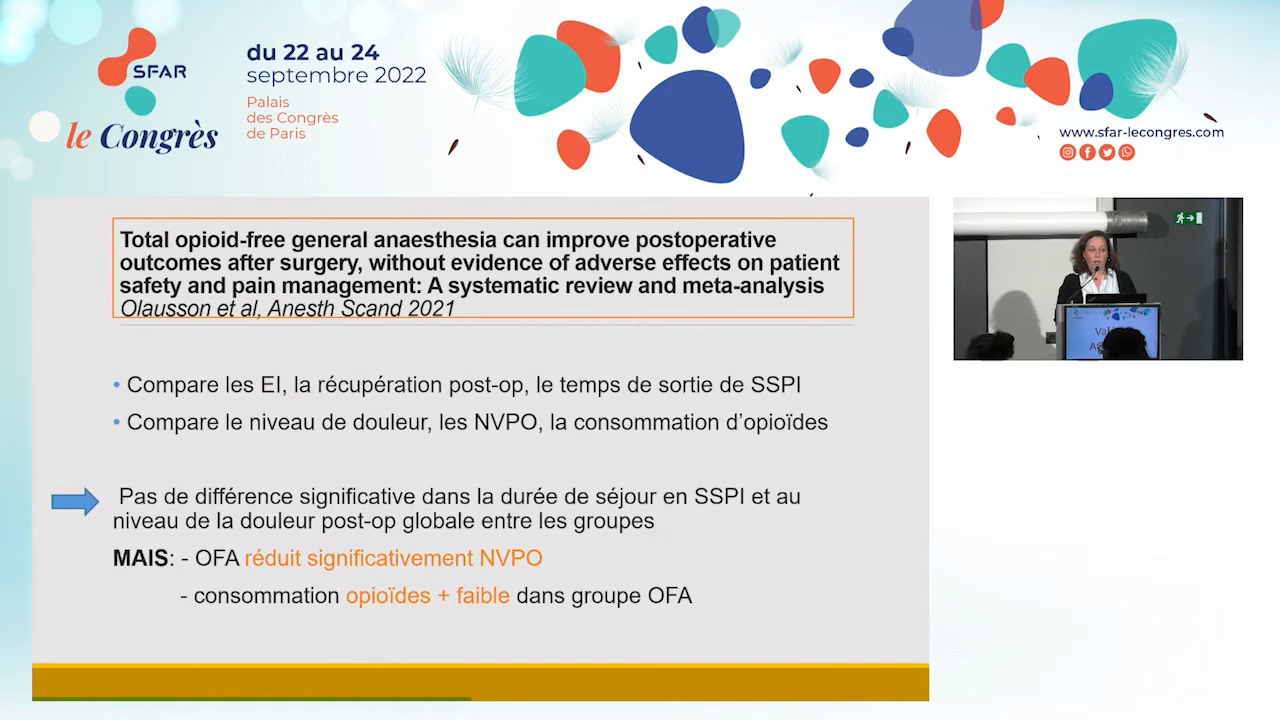 SFAR
le Congrès
du 22 au 24
septembre 2022
Palais
des Congrès
de Paris
www.sfar-lecongres.com
Total opioid-free general anaesthesia can improve postoperative
outcomes after surgery, without evidence of adverse effects on patient
safety and pain management: A systematic review and meta-analysis
Olausson et al, Anesth Scand 2021
• Compare les EI, la récupération post-op, le temps de sortie de SSPI
• Compare le niveau de douleur, les NVPO, la consommation d’opioïdes
Pas de différence significative dans la durée de séjour en SSPI et au
niveau de la douleur post-op globale entre les groupes
MAIS: - OFA réduit significativement NVPO
- consommation opioïdes + faible dans groupe OFA